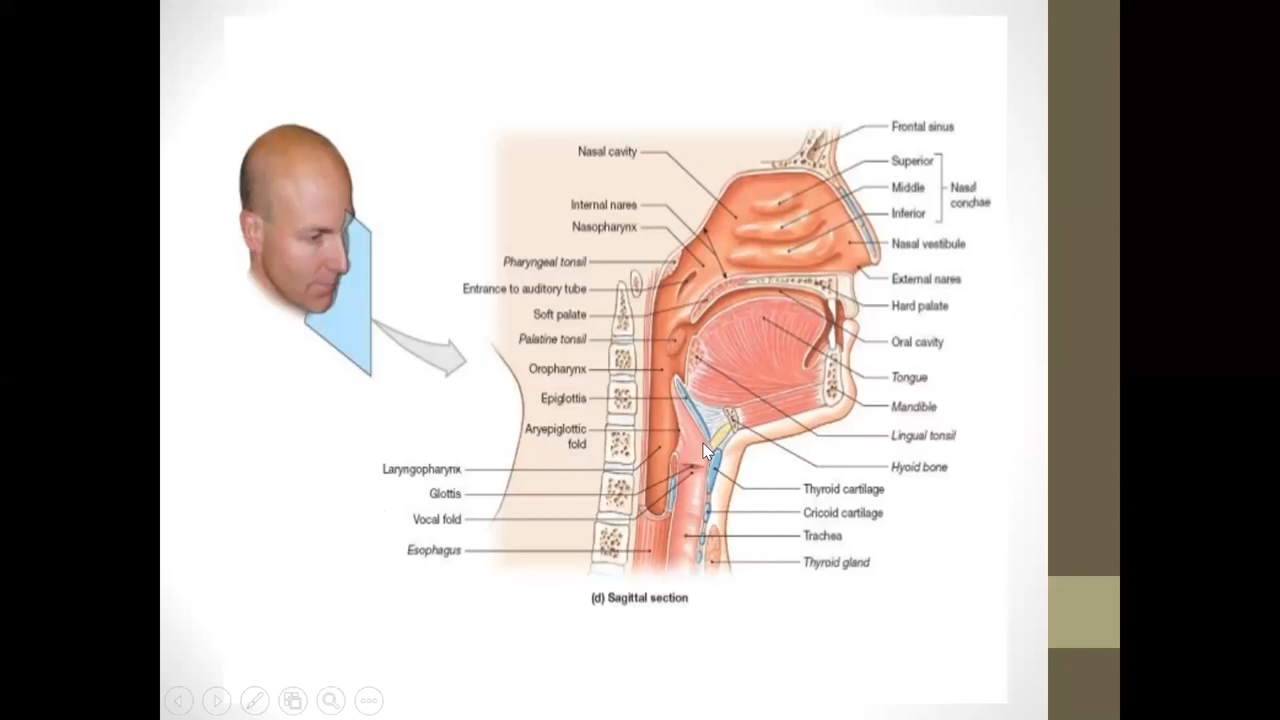 Nasal cavity
Internal nares
Nasopharynx
Pharyngeal tonsil
Entrance to auditory tube
Soft palate
Palatine tonsil
Oropharynx
Epiglottis
Aryepiglottic
fold
Laryngopharynx
Glottis
Vocal fold
Esophagus
Frontal sinus
Superior
Middle
Inferior
Nasal
conchae
Nasal vestibule
External nares
Hard palate
Oral cavity
Tongue
Mandible
Lingual tonsil
Hyoid bone
Thyroid cartilage
Cricoid cartilage
Trachea
Thyroid gland
(d) Sagittal section